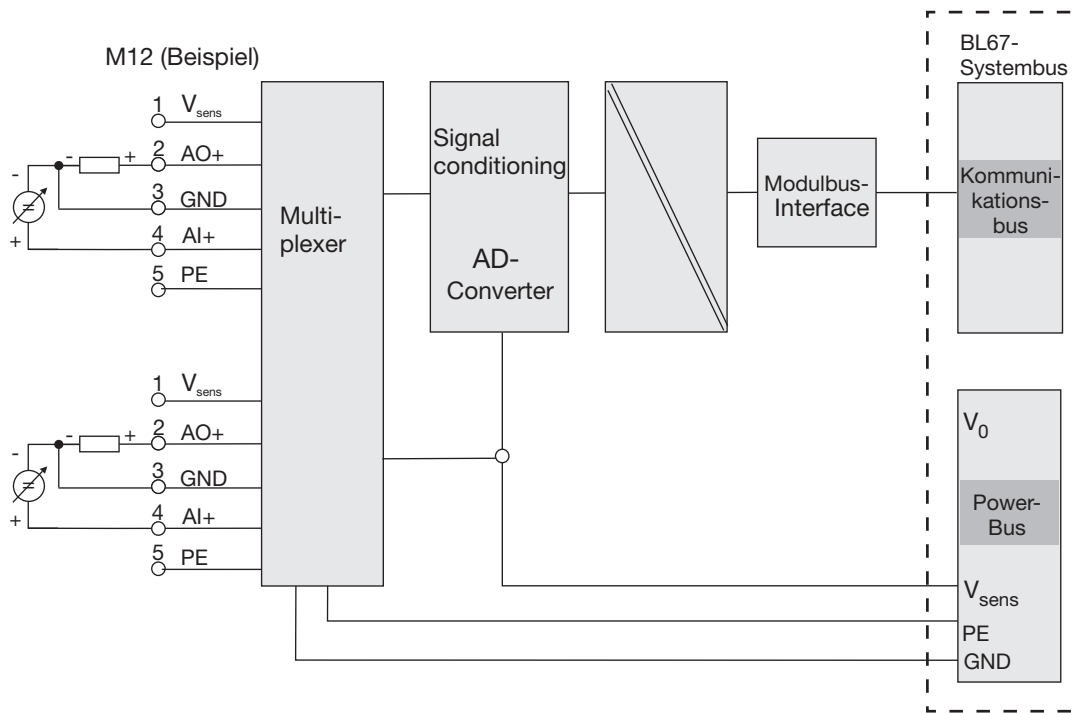 M12 (Beispiel)
1 Vsens
- + 2 AO+
-
3 GND
=
+ 4 AI+
5 PE
1 Vsens
- + 2 AO+
-
3 GND
=
+ 4 AI+
5 PE
Multi-
plexer
Signal
conditioning
AD-
Converter
Modulbus-
Interface
BL67-
Systembus
Kommuni-
kations-
bus
V0
Power-
Bus
Vsens
PE
GND